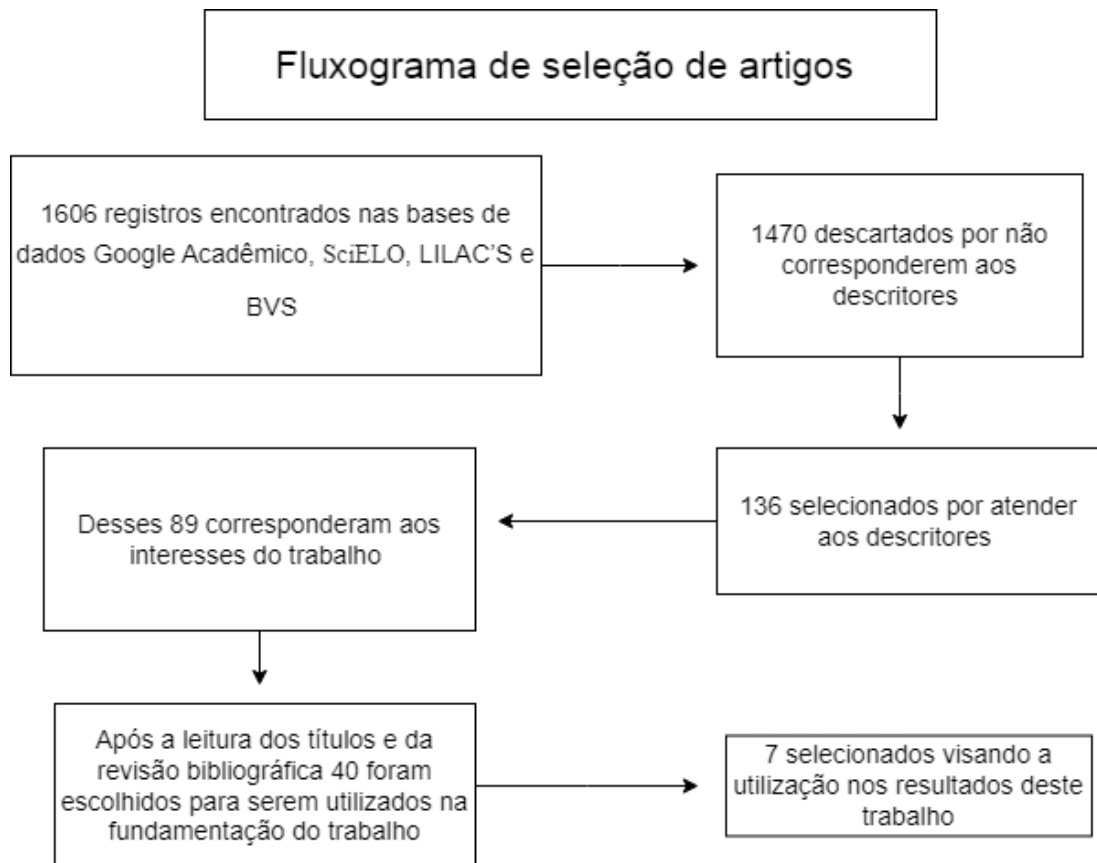 Fluxograma de seleção de artigos
1606 registros encontrados nas bases de
dados Google Acadêmico, SciELO, LILAC’S e
BVS
1470 descartados por não
corresponderem aos
descritores
136 selecionados por atender
aos descritores
Desses 89 corresponderam aos
interesses do trabalho
Após a leitura dos títulos e da
revisão bibliográfica 40 foram
escolhidos para serem utilizados na
fundamentação do trabalho
7 selecionados visando a
utilização nos resultados deste
trabalho